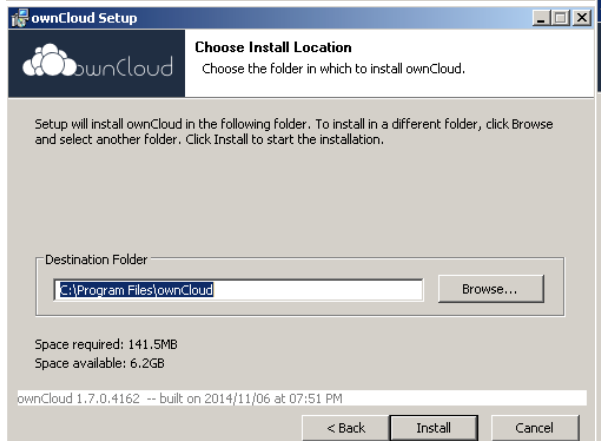 ownCloud Setup
ownCloud
Choose Install Location
Choose the folder in which to install ownCloud.
Setup will install ownCloud in the following folder. To install in a different folder, click Browse
and select another folder. Click Install to start the installation.
Destination Folder
C:\Program Files\ownCloud
Browse...
Space required: 141.5MB
Space available: 6.2GB
ownCloud 1.7.0.4162 -- built on 2014/11/06 at 07:51 PM
< Back
Install
Cancel